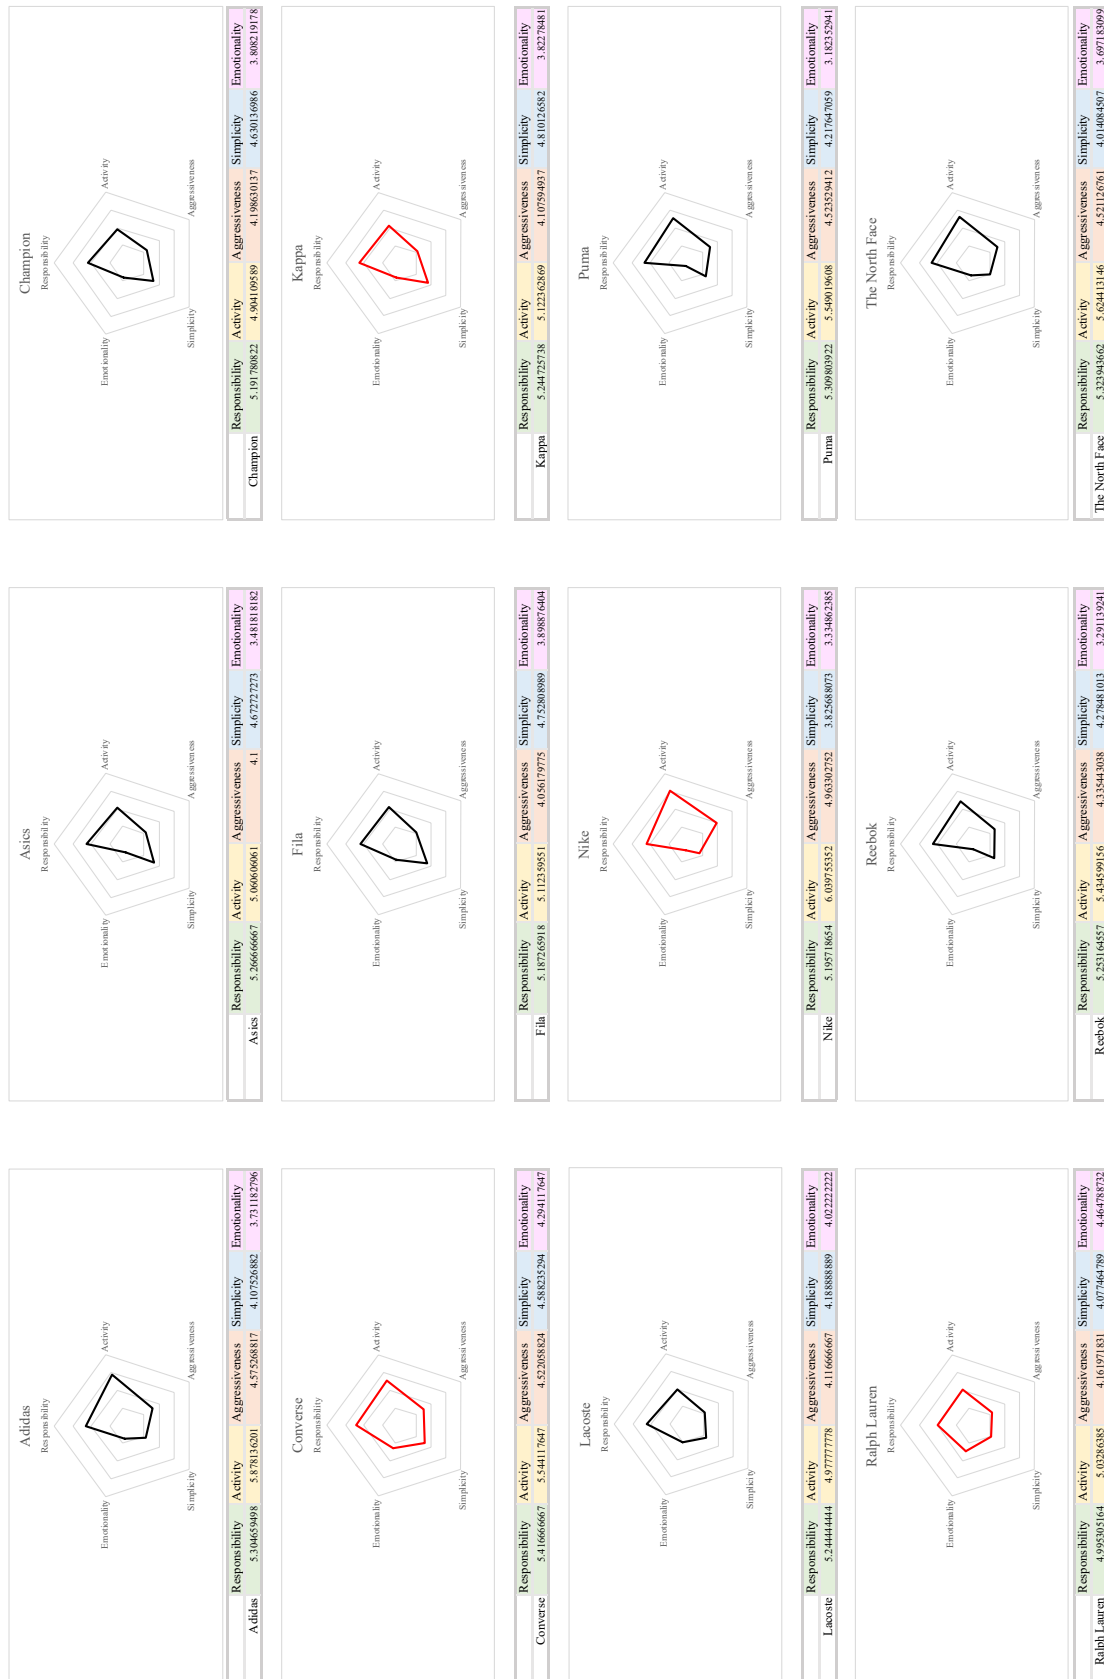 Adidas
Responsibility
Emotionality Activity
Simplicity Aggressiveness
Responsibility Activity Aggressiveness Simplicity Emotionality
Adidas 5.304659498 5.878136201 4.575268817 4.107526882 3.731182796
Asics
Responsibility
Emotionality Activity
Simplicity Aggressiveness
Responsibility Activity Aggressiveness Simplicity Emotionality
Asics 5.266666667 5.060606061 4.1 4.672727273 3.481818182
Champion
Responsibility
Emotionality Activity
Simplicity Aggressiveness
Responsibility Activity Aggressiveness Simplicity Emotionality
Champion 5.191780822 4.904109589 4.198630137 4.630136986 3.808219178
Converse
Responsibility
Emotionality Activity
Simplicity Aggressiveness
Responsibility Activity Aggressiveness Simplicity Emotionality
Converse 5.416666667 5.544117647 4.522058824 4.588235294 4.294117647
Fila
Responsibility
Emotionality Activity
Simplicity Aggressiveness
Responsibility Activity Aggressiveness Simplicity Emotionality
Fila 5.187265918 5.112359551 4.056179775 4.752808989 3.898876404
Kappa
Responsibility
Emotionality Activity
Simplicity Aggressiveness
Responsibility Activity Aggressiveness Simplicity Emotionality
Kappa 5.244725738 5.122362869 4.107594937 4.810126582 3.82278481
Lacoste
Responsibility
Emotionality Activity
Simplicity Aggressiveness
Responsibility Activity Aggressiveness Simplicity Emotionality
Lacoste 5.244444444 4.977777778 4.116666667 4.188888889 4.022222222
Nike
Responsibility
Emotionality Activity
Simplicity Aggressiveness
Responsibility Activity Aggressiveness Simplicity Emotionality
Nike 5.195718654 6.039755352 4.963302752 3.825688073 3.334862385
Puma
Responsibility
Emotionality Activity
Simplicity Aggressiveness
Responsibility Activity Aggressiveness Simplicity Emotionality
Puma 5.309803922 5.549019608 4.523529412 4.217647059 3.182352941
Ralph Lauren
Responsibility
Emotionality Activity
Simplicity Aggressiveness
Responsibility Activity Aggressiveness Simplicity Emotionality
Ralph Lauren 4.995305164 5.03286385 4.161971831 4.077464789 4.464788732
Reebok
Responsibility
Emotionality Activity
Simplicity Aggressiveness
Responsibility Activity Aggressiveness Simplicity Emotionality
Reebok 5.253164557 5.434599156 4.335443038 4.278481013 3.291139241
The North Face
Responsibility
Emotionality Activity
Simplicity Aggressiveness
Responsibility Activity Aggressiveness Simplicity Emotionality
The North Face 5.323943662 5.624413146 4.521126761 4.014084507 3.697183099